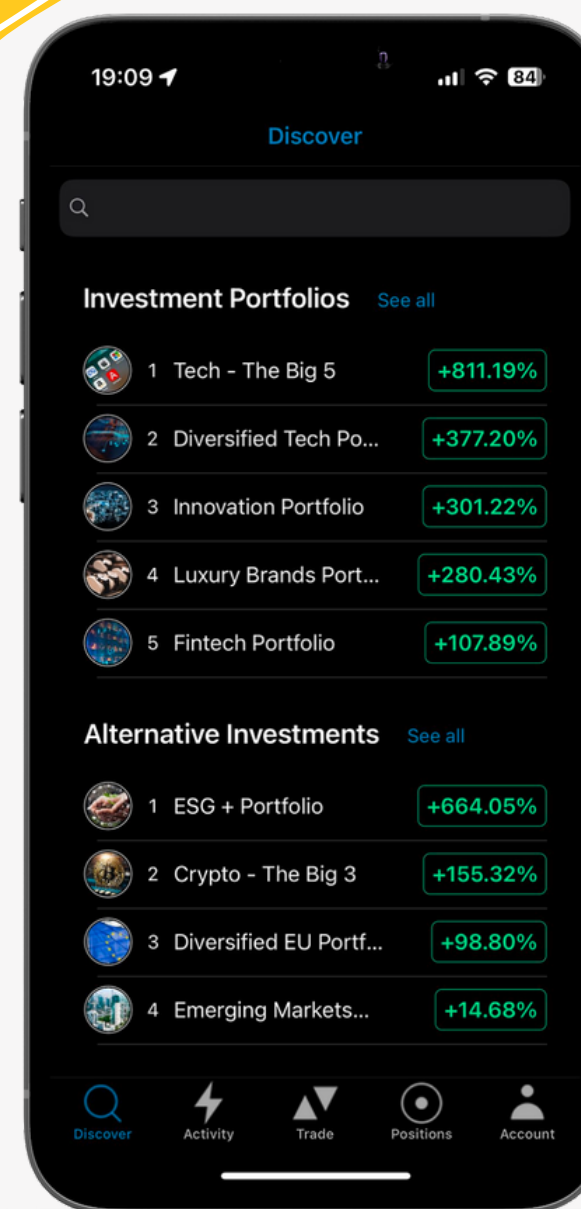 19:09
84
Discover
Investment Portfolios See all
1 Tech - The Big 5 +811.19%
2 Diversified Tech Po... +377.20%
3 Innovation Portfolio +301.22%
4 Luxury Brands Port... +280.43%
5 Fintech Portfolio +107.89%
Alternative Investments See all
1 ESG + Portfolio +664.05%
2 Crypto - The Big 3 +155.32%
3 Diversified EU Portf... +98.80%
4 Emerging Markets... +14.68%
Discover Activity Trade Positions Account